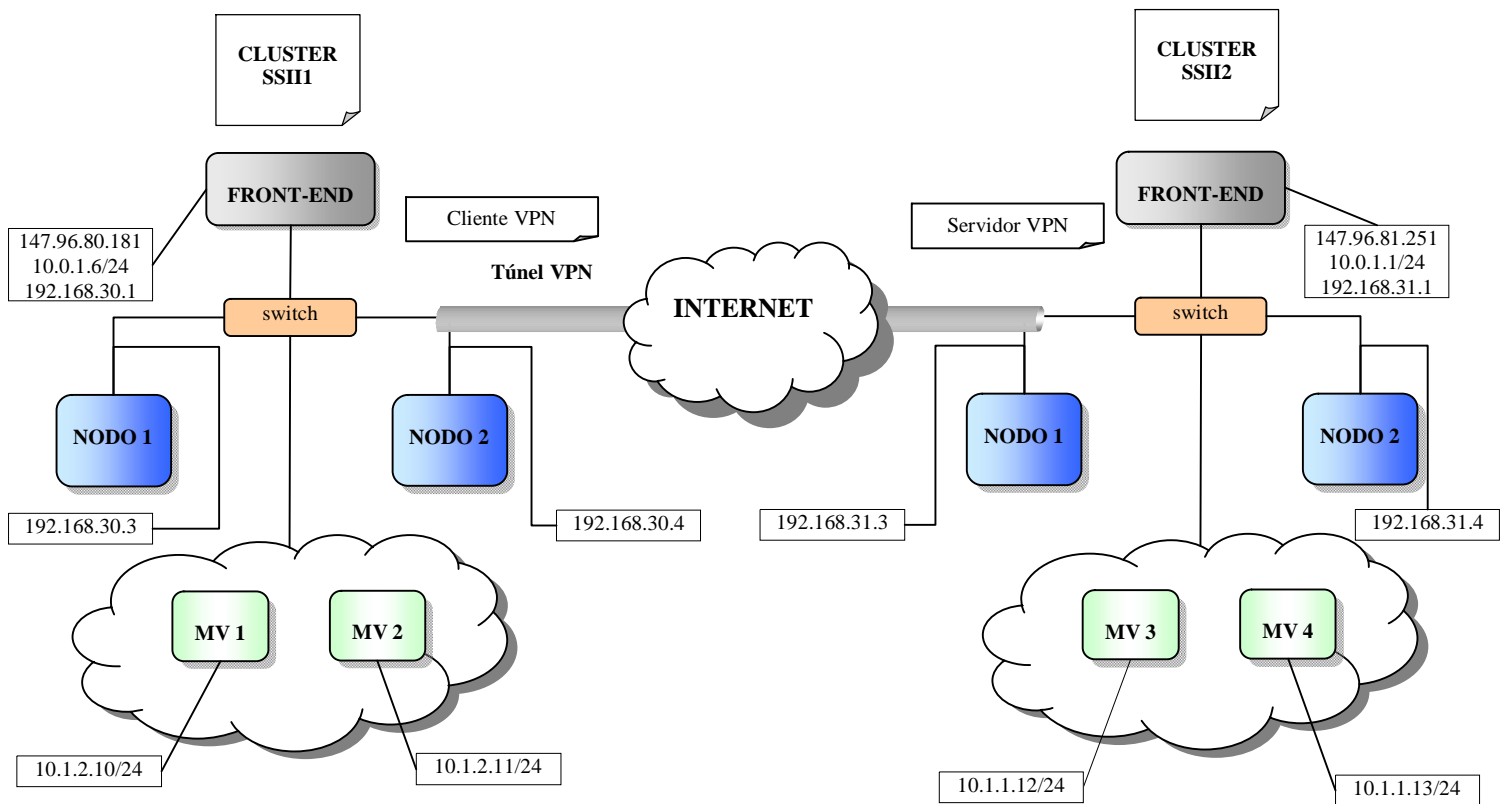 CLUSTER
SSII1
CLUSTER
SSII2
FRONT-END
FRONT-END
147.96.80.181
10.0.1.6/24
192.168.30.1
Cliente VPN
Servidor VPN
147.96.81.251
10.0.1.1/24
192.168.31.1
Túnel VPN
INTERNET
switch
switch
NODO 1
NODO 2
NODO 1
NODO 2
192.168.30.3
192.168.30.4
192.168.31.3
192.168.31.4
MV 1
MV 2
MV 3
MV 4
10.1.2.10/24
10.1.2.11/24
10.1.1.12/24
10.1.1.13/24